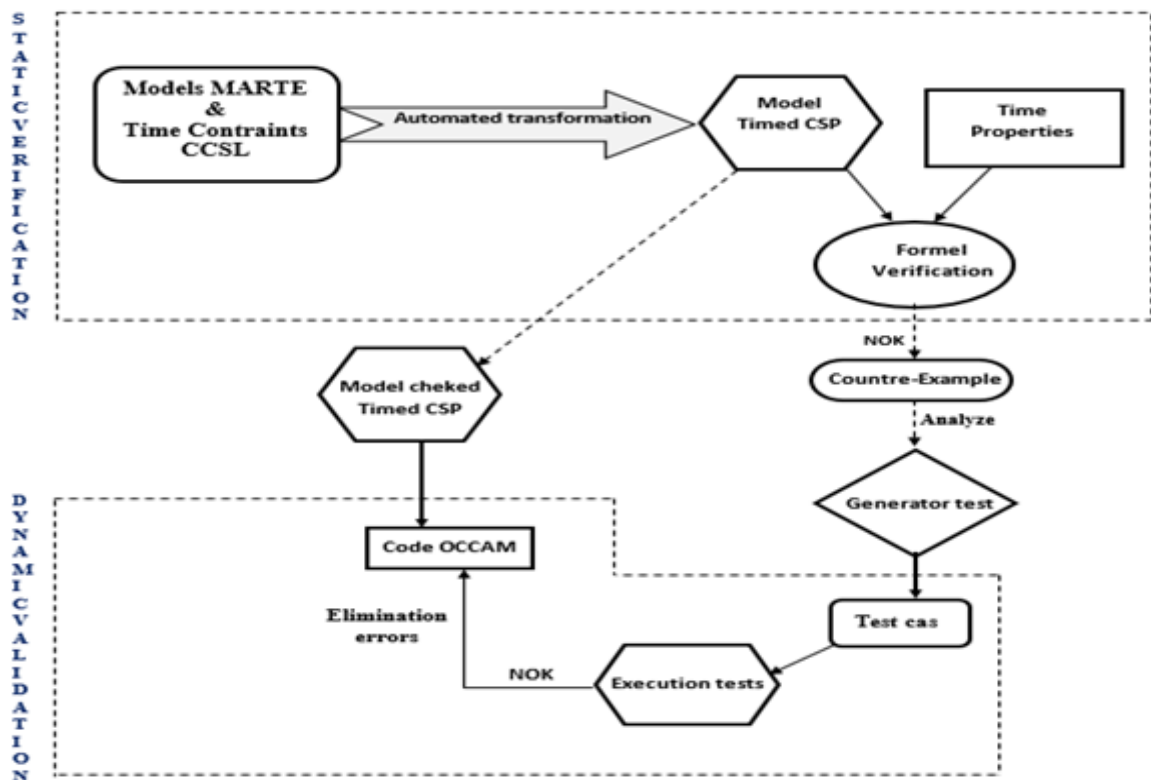 STATICVERIFICATION
Models MARTE
&
Time Contraints
CCSL
Automated transformation
Model
Timed CSP
Time
Properties
Formel
Verification
NOK
Countre-Example
Analyze
Model cheked
Timed CSP
Generator test
DYNAMICVALIDATION
Code OCCAM
Elimination
errors
Test cas
NOK
Execution tests